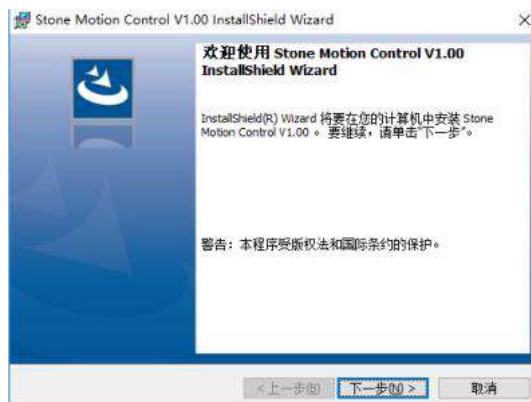 Stone Motion Control V1.00 InstallShield Wizard
欢迎使用 Stone Motion Control V1.00
InstallShield Wizard
InstallShield(R) Wizard 将要在您的计算机中安装 Stone
Motion Control V1.00 。 要继续，请单击“下一步”。
警告：本程序受版权法和国际条约的保护。
<上一步(B)
下一步(N) >
取消